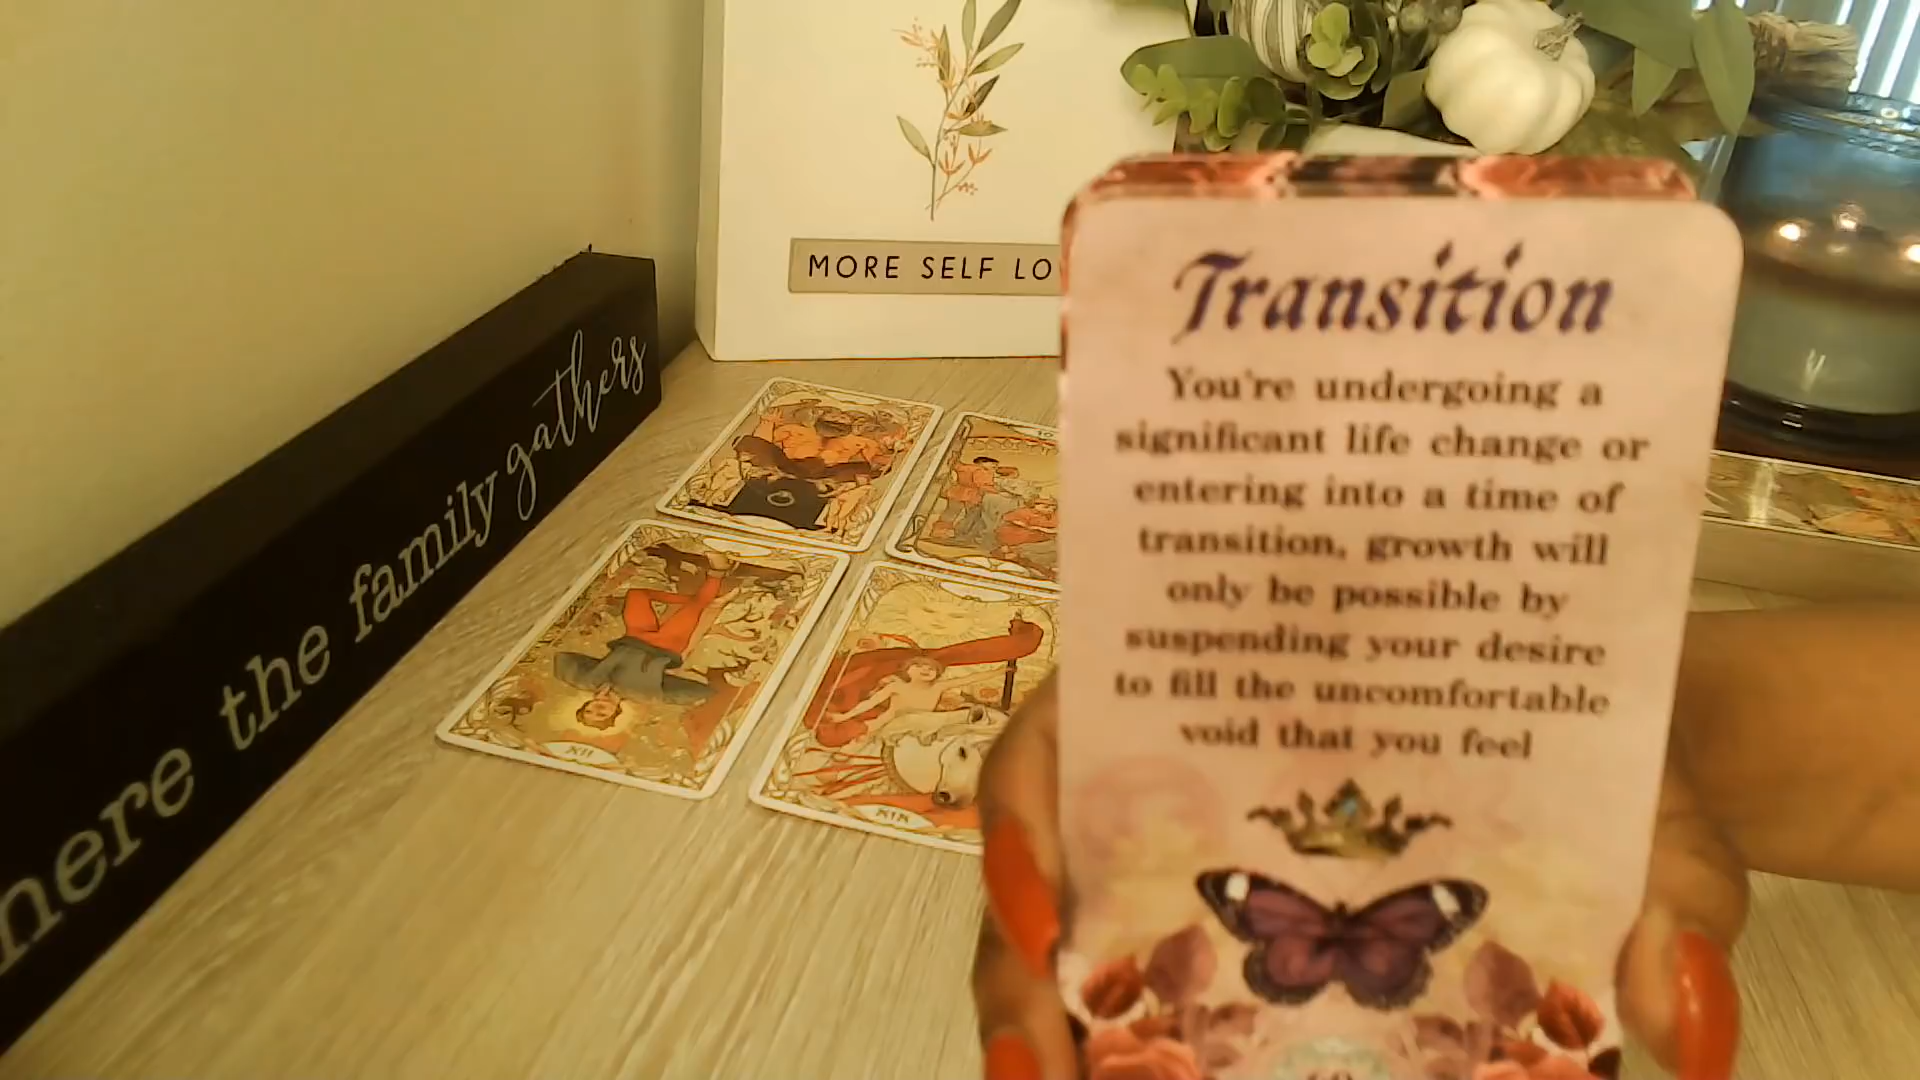 MORE SELF LO
the family gathers
Transition
You're undergoing a
significant life change or
entering into a time of
transition, growth will
only be possible by
suspending your desire
to fill the uncomfortable
void that you feel
XII
XIX